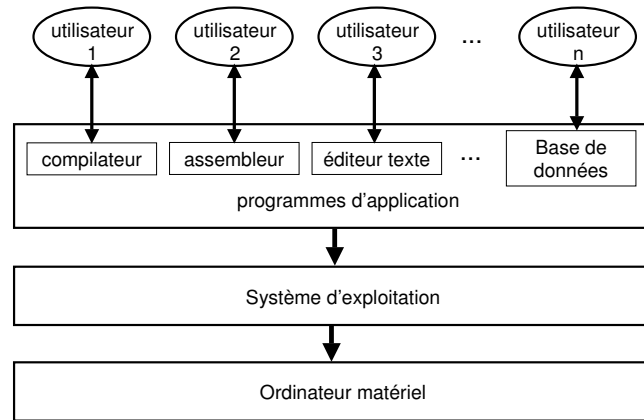 utilisateur
1
utilisateur
2
utilisateur
3
...
utilisateur
n
compilateur
assembleur
éditeur texte
...
Base de
données
programmes d'application
Système d'exploitation
Ordinateur matériel